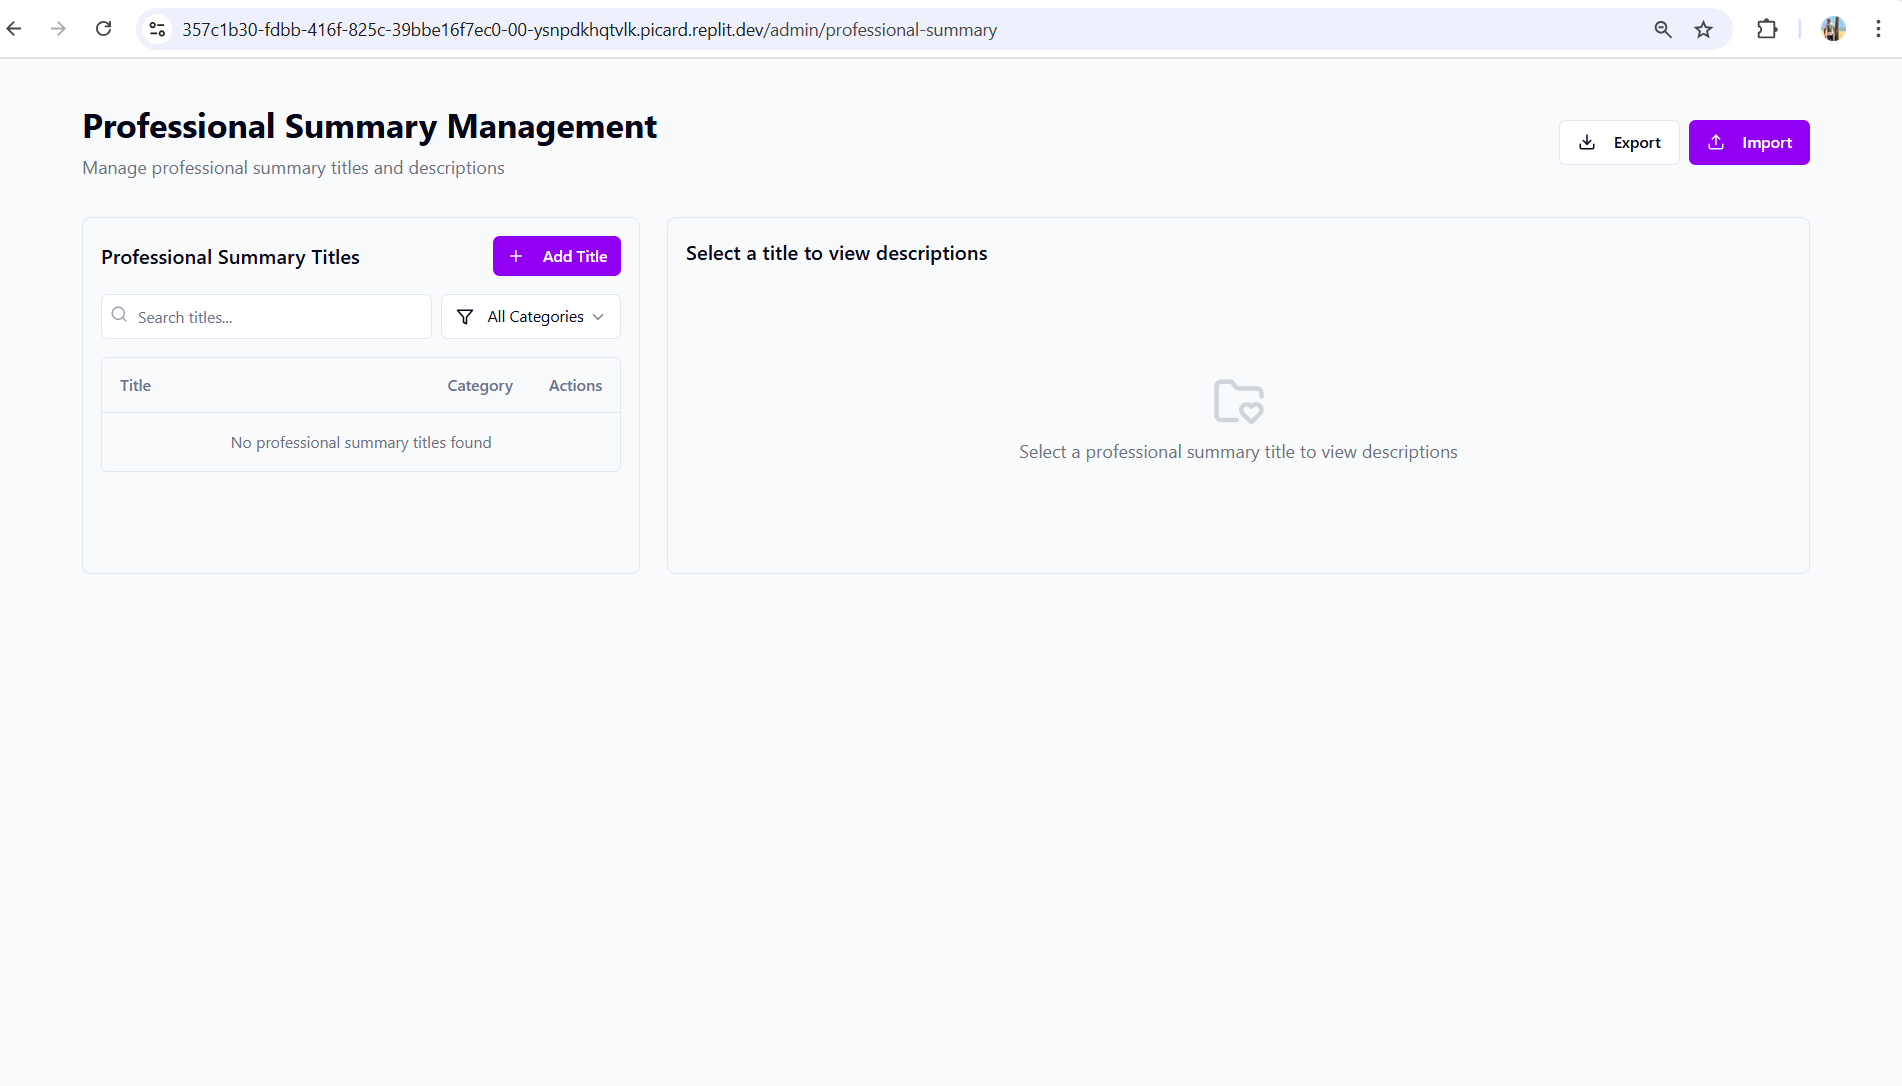 357c1b30-fdbb-416f-825c-39bbe16f7ec0-00-ysnpdkhqtvlk.picard.replit.dev/admin/professional-summary
Professional Summary Management
Manage professional summary titles and descriptions
Export
Import
Professional Summary Titles
Add Title
Search titles...
All Categories
Title Category Actions
No professional summary titles found
Select a title to view descriptions
Select a professional summary title to view descriptions